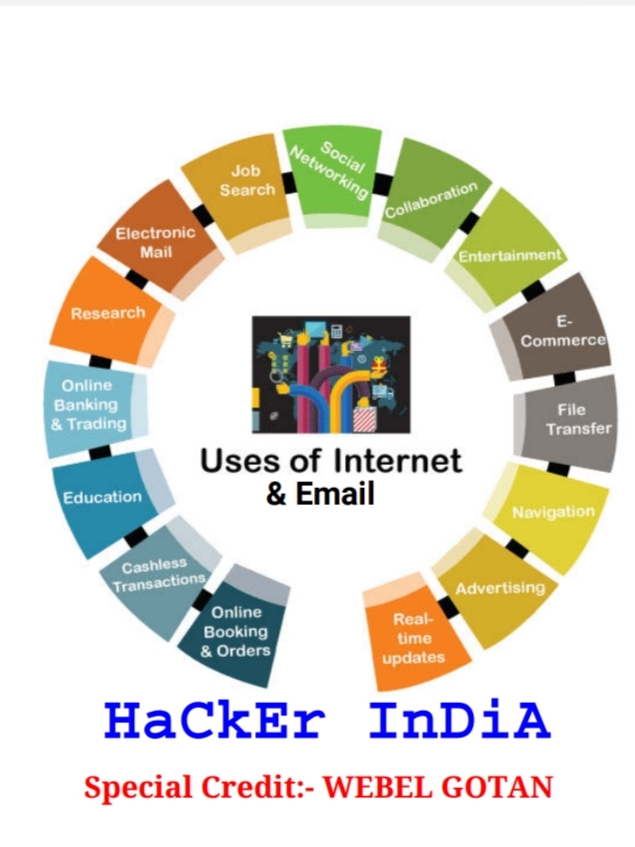 Social
Networking
Collaboration
Entertainment
E-
Commerce
File
Transfer
Navigation
Advertising
Real-
time
updates
Job
Search
Electronic
Mail
Research
Online
Banking
& Trading
Education
Cashless
Transactions
Online
Booking
& Orders
Uses of Internet
& Email
HaCkEr InDiA
Special Credit:- WEBEL GOTAN